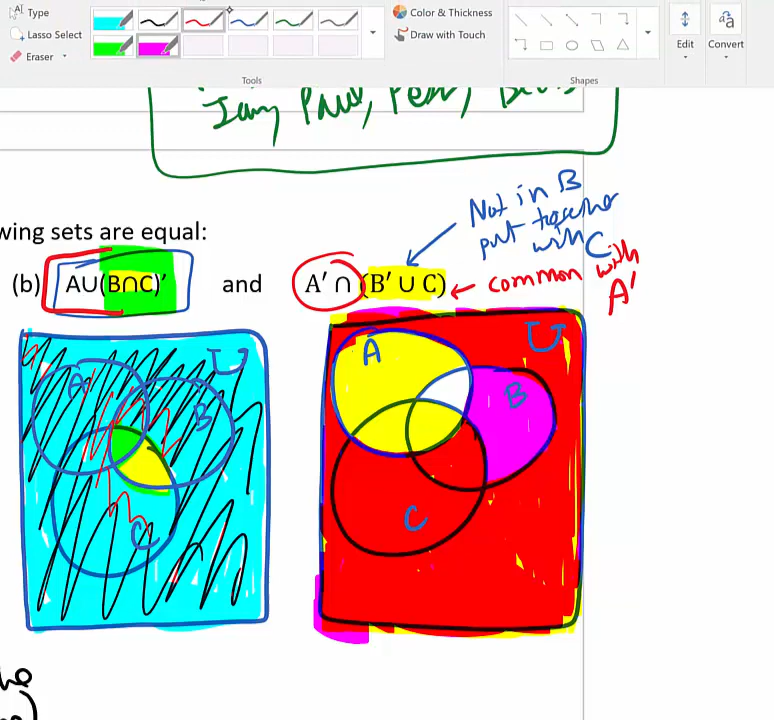 Type
Lasso Select
Eraser
Color & Thickness
Draw with Touch
Edit
Convert
Tools
Shapes
Paul,
wing sets are equal:
Not in B
put together
with C
(b) A∪(B∩C)′ and A′ ∩ (B′ ∪ C)
common with
A'
U
A
B
C
U
A
B
C